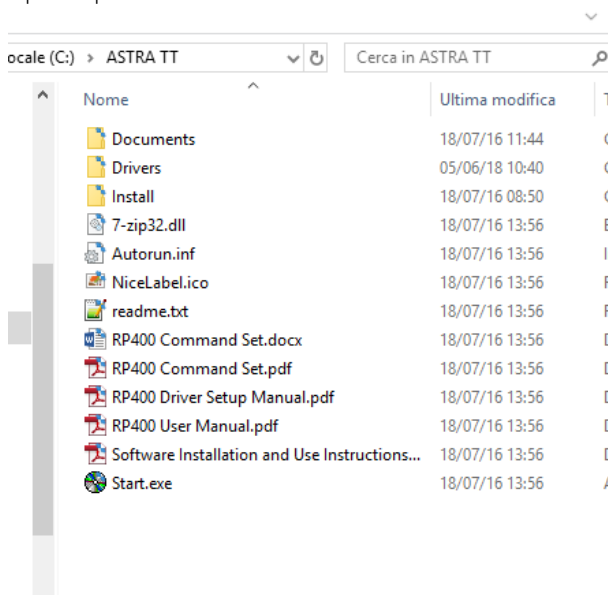 ocale (C:) > ASTRA TT Cerca in ASTRA TT
Nome Ultima modifica
Documents 18/07/16 11:44
Drivers 05/06/18 10:40
Install 18/07/16 08:50
7-zip32.dll 18/07/16 13:56
Autorun.inf 18/07/16 13:56
NiceLabel.ico 18/07/16 13:56
readme.txt 18/07/16 13:56
RP400 Command Set.docx 18/07/16 13:56
RP400 Command Set.pdf 18/07/16 13:56
RP400 Driver Setup Manual.pdf 18/07/16 13:56
RP400 User Manual.pdf 18/07/16 13:56
Software Installation and Use Instructions... 18/07/16 13:56
Start.exe 18/07/16 13:56